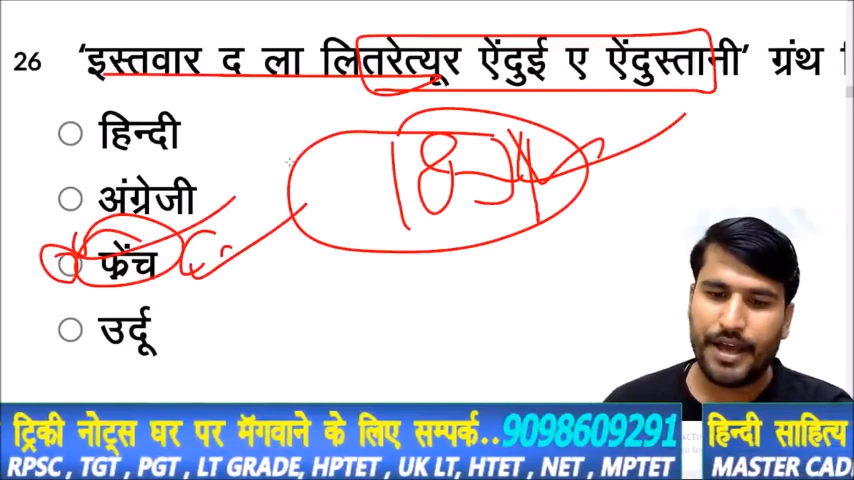 26 ‘इस्तवार द ला लितरेत्यूर ऐंदुई ए ऐंदुस्तानी’ ग्रंथ
हिन्दी
अंग्रेजी
फ्रेंच
उर्दू
ट्रिकी नोट्स घर पर मॅगवाने के लिए सम्पर्क..9098609291
RPSC, TGT, PGT, LT GRADE, HPTET, UK LT, HTET, NET, MPTET
हिन्दी साहित्य
MASTER CAD